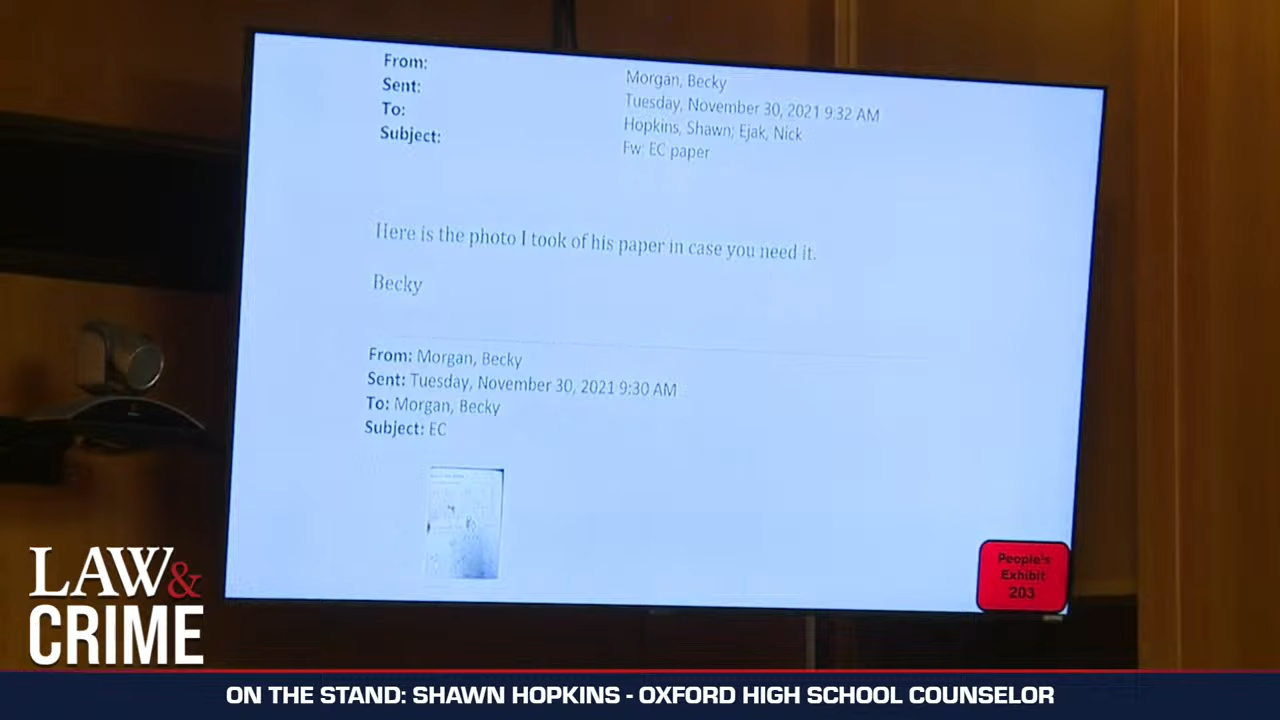 From: Morgan, Becky
Sent: Tuesday, November 30, 2021 9:32 AM
To: Hopkins, Shawn; Ejak, Nick
Subject: Fw: EC paper
Here is the photo I took of his paper in case you need it.
Becky
From: Morgan, Becky
Sent: Tuesday, November 30, 2021 9:30 AM
To: Morgan, Becky
Subject: EC
People's
Exhibit
203
LAW&
CRIME
ON THE STAND: SHAWN HOPKINS - OXFORD HIGH SCHOOL COUNSELOR